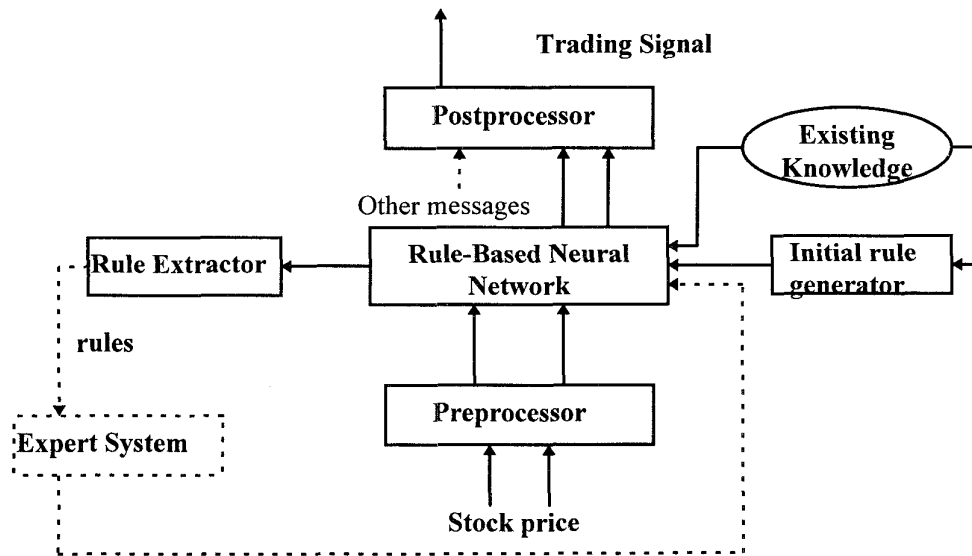 Trading Signal
Postprocessor
Existing
Knowledge
Other messages
Rule Extractor
Rule-Based Neural
Network
Initial rule
generator
rules
Preprocessor
Expert System
Stock price